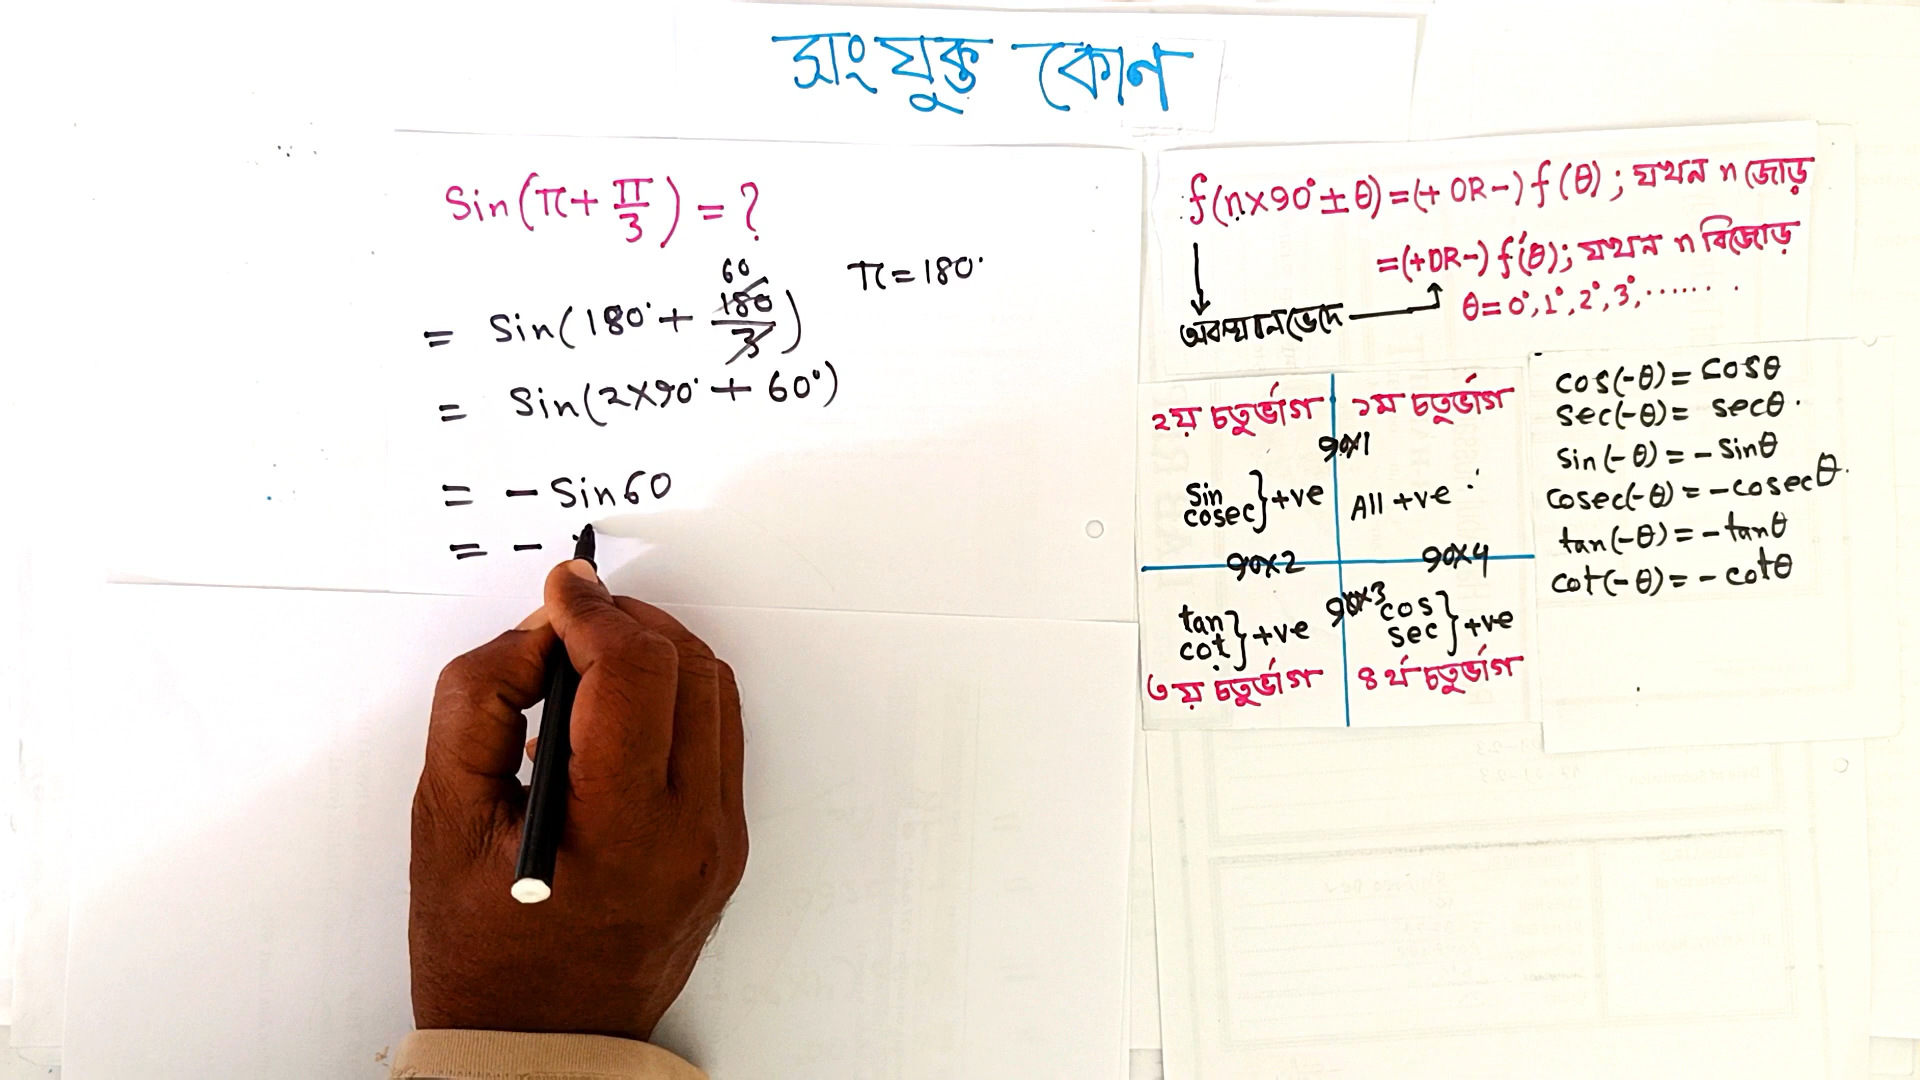 সংযুক্ত কোণ
Sin(π + π/3) = ?
π = 180°
= Sin(180° + 180/3) 60
= Sin(2×90° + 60°)
= - Sin60
= -
f(n×90° ± θ) = (+ OR -) f(θ) ; যখন n জোড়
= (+OR-) f'(θ); যখন n বিজোড়
θ = 0°, 1°, 2°, 3°, .......
অবস্থানভেদে
২য় চতুর্ভাগ
১ম চতুর্ভাগ
90×1
sin
cosec} +ve
All +ve
90×2
90×4
90×3
tan
cot} +ve
cos
sec} +ve
৩য় চতুর্ভাগ
৪র্থ চতুর্ভাগ
cos(-θ) = cosθ
sec(-θ) = secθ.
sin(-θ) = - sinθ
cosec(-θ) = -cosecθ.
tan(-θ) = - tanθ
cot(-θ) = - cotθ